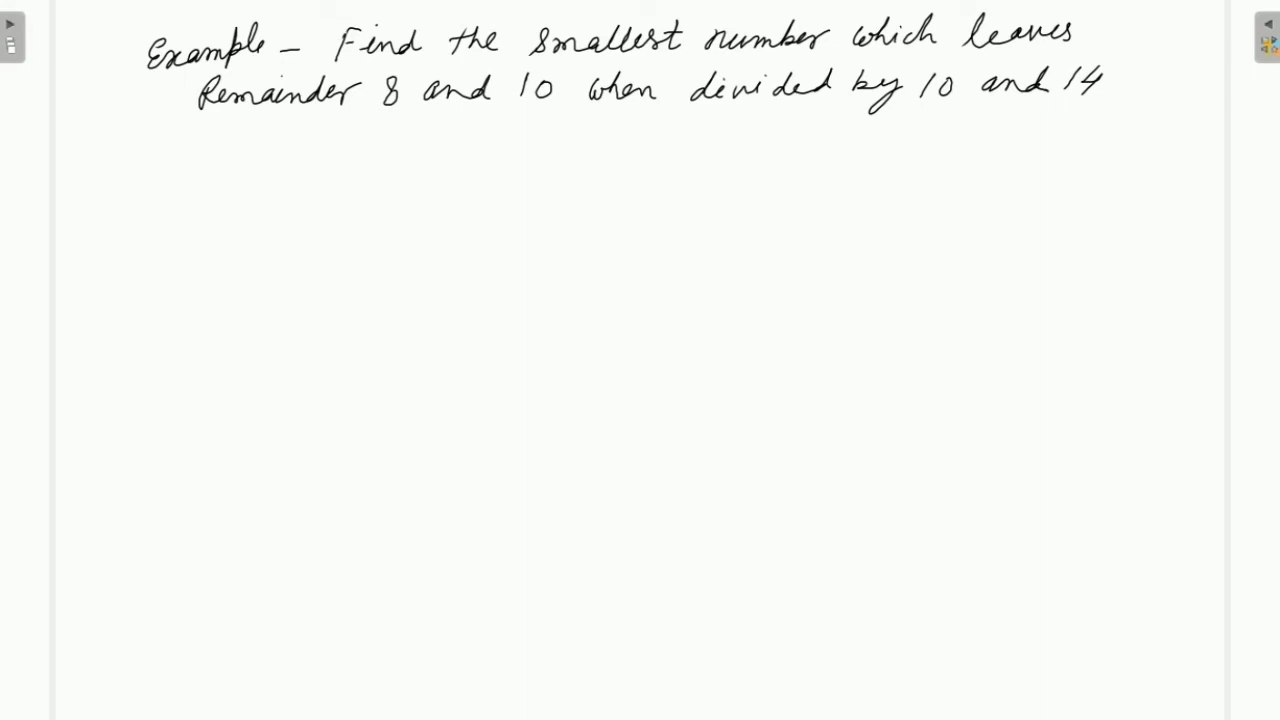 Example - Find the smallest number which leaves
Remainder 8 and 10 when divided by 10 and 14